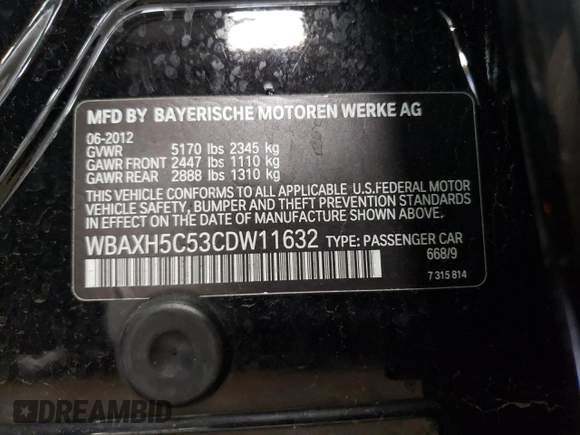 MFD BY BAYERISCHE MOTOREN WERKE AG
06-2012
GVWR 5170 lbs 2345 kg
GAWR FRONT 2447 lbs 1110 kg
GAWR REAR 2888 lbs 1310 kg
THIS VEHICLE CONFORMS TO ALL APPLICABLE U.S.FEDERAL MOTOR
VEHICLE SAFETY, BUMPER AND THEFT PREVENTION STANDARDS
IN EFFECT ON THE DATE OF MANUFACTURE SHOWN ABOVE.
WBAXH5C53CDW11632 TYPE: PASSENGER CAR
668/9
7 315 814
DREAMBID